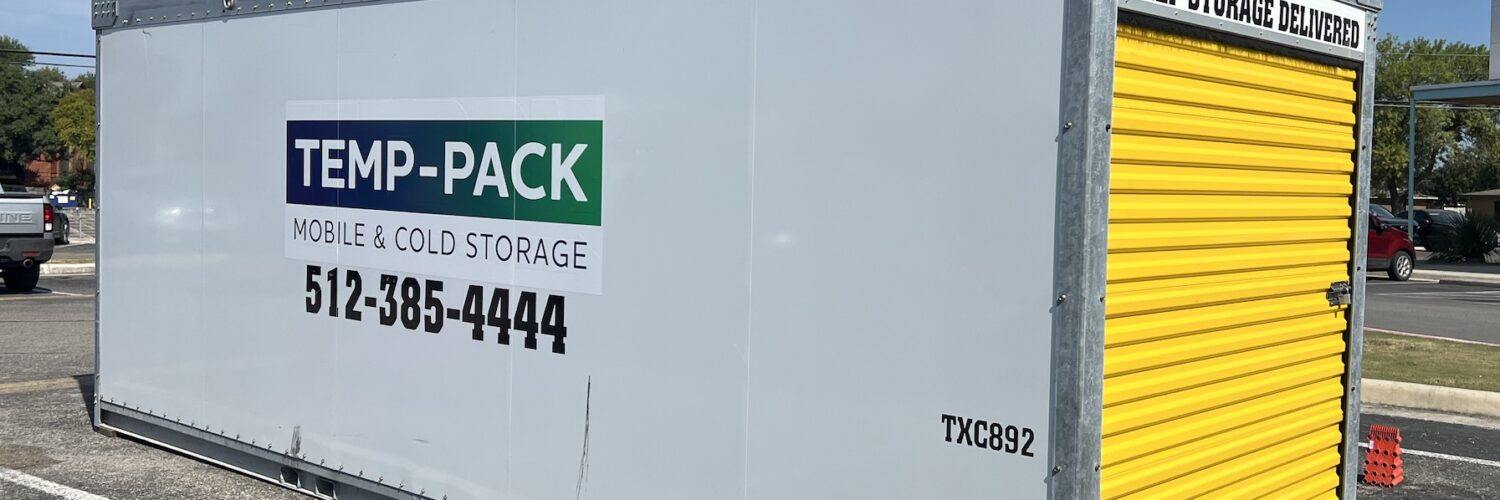 TEMP-PACK
MOBILE & COLD STORAGE
512-385-4444
TXC892
STORAGE DELIVERED